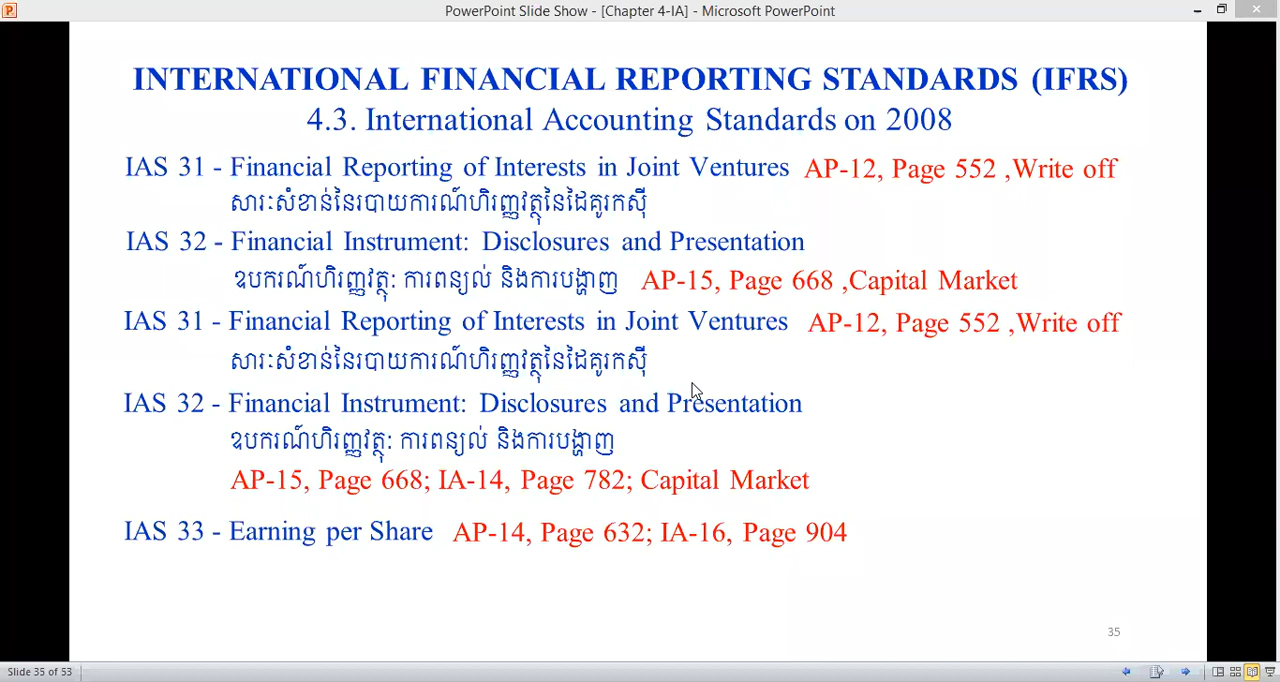 PowerPoint Slide Show - [Chapter 4-IA] - Microsoft PowerPoint
INTERNATIONAL FINANCIAL REPORTING STANDARDS (IFRS)
4.3. International Accounting Standards on 2008
IAS 31 - Financial Reporting of Interests in Joint Ventures AP-12, Page 552 ,Write off
សារៈសំខាន់នៃរបាយការណ៍ហិរញ្ញវត្ថុនៃដៃគូរកស៊ី
IAS 32 - Financial Instrument: Disclosures and Presentation
ឧបករណ៍ហិរញ្ញវត្ថុ: ការពន្យល់ និងការបង្ហាញ AP-15, Page 668 ,Capital Market
IAS 31 - Financial Reporting of Interests in Joint Ventures AP-12, Page 552 ,Write off
សារៈសំខាន់នៃរបាយការណ៍ហិរញ្ញវត្ថុនៃដៃគូរកស៊ី
IAS 32 - Financial Instrument: Disclosures and Presentation
ឧបករណ៍ហិរញ្ញវត្ថុ: ការពន្យល់ និងការបង្ហាញ
AP-15, Page 668; IA-14, Page 782; Capital Market
IAS 33 - Earning per Share AP-14, Page 632; IA-16, Page 904
35
Slide 35 of 53